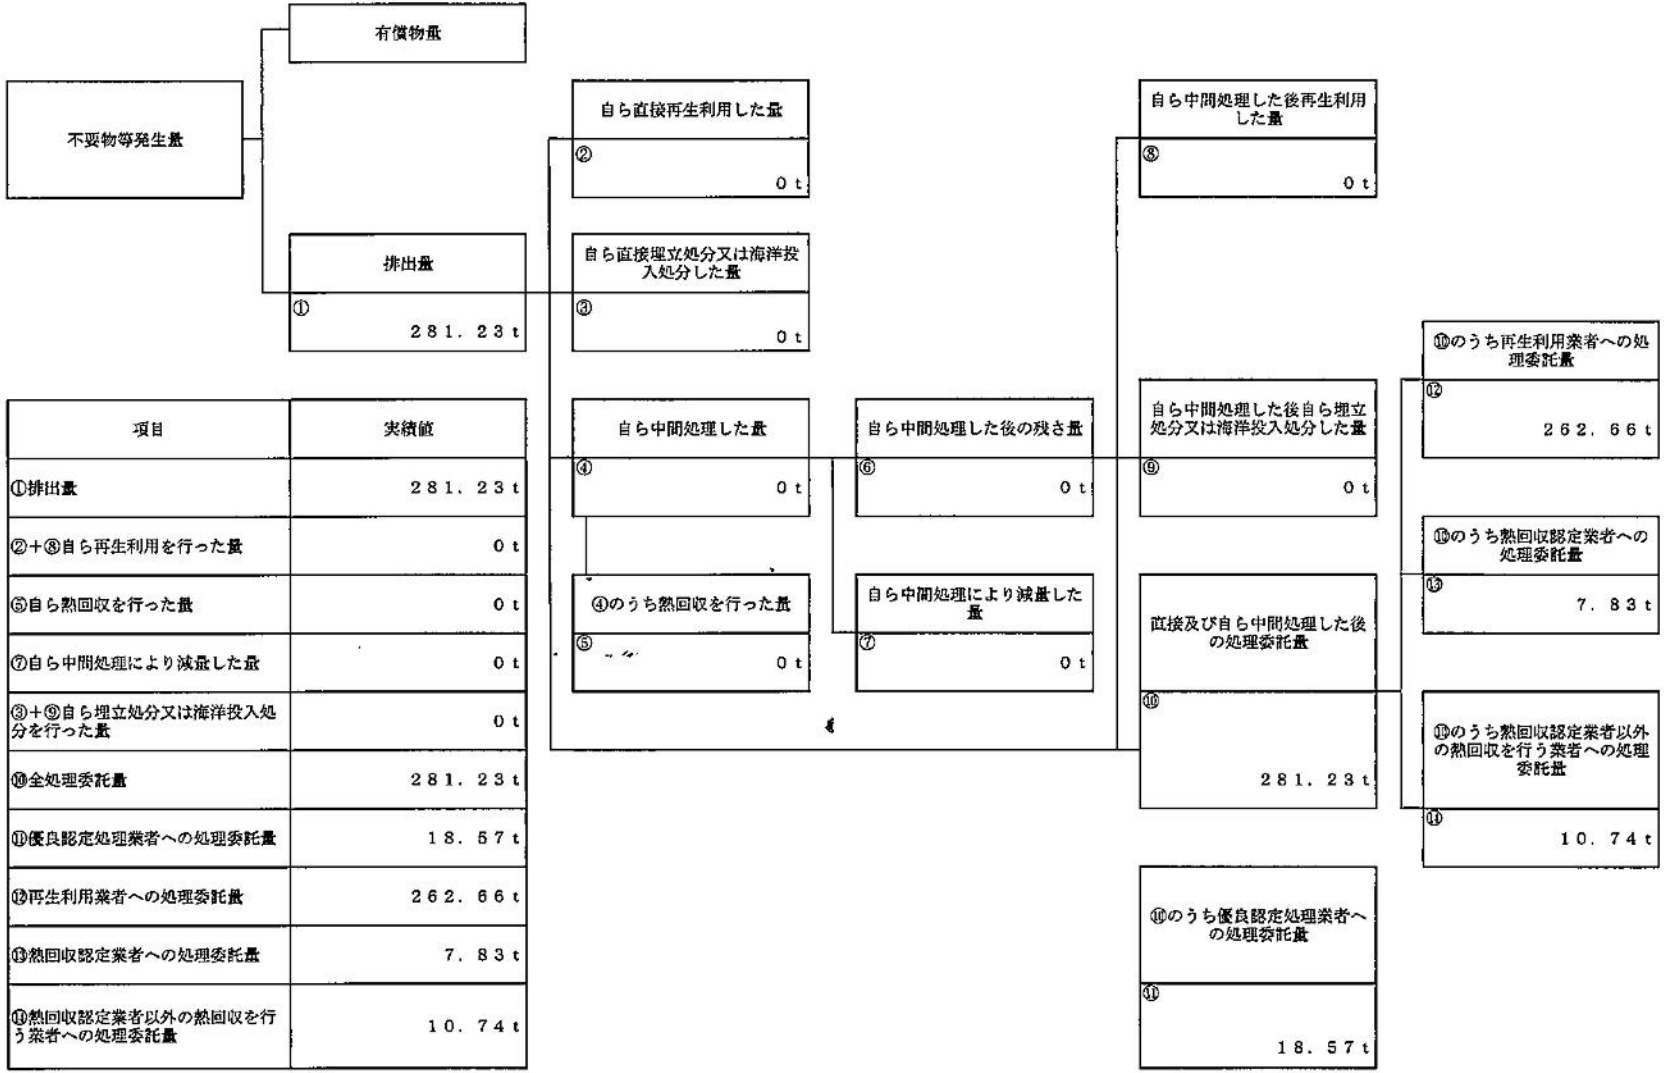 有償物量
不要物等発生量
排出量
①
281.23t
自ら直接再生利用した量
②
0t
自ら直接埋立処分又は海洋投
入処分した量
③
0t
自ら中間処理した量
④
0t
④のうち熱回収を行った量
⑤
0t
自ら中間処理した後の残さ量
⑥
0t
自ら中間処理により減量した
量
⑦
0t
自ら中間処理した後再生利用
した量
⑧
0t
自ら中間処理した後自ら埋立
処分又は海洋投入処分した量
⑨
0t
直接及び自ら中間処理した後
の処理委託量
⑩
281.23t
⑩のうち優良認定処理業者へ
の処理委託量
⑪
18.57t
⑩のうち再生利用業者への処
理委託量
⑫
262.66t
⑩のうち熱回収認定業者への
処理委託量
⑬
7.83t
⑩のうち熱回収認定業者以外
の熱回収を行う業者への処理
委託量
⑭
10.74t
項目 実績値
①排出量 281.23t
②+⑧自ら再生利用を行った量 0t
⑤自ら熱回収を行った量 0t
⑦自ら中間処理により減量した量 0t
③+⑨自ら埋立処分又は海洋投入処
分を行った量 0t
⑩全処理委託量 281.23t
⑪優良認定処理業者への処理委託量 18.57t
⑫再生利用業者への処理委託量 262.66t
⑬熱回収認定業者への処理委託量 7.83t
⑭熱回収認定業者以外の熱回収を行
う業者への処理委託量 10.74t